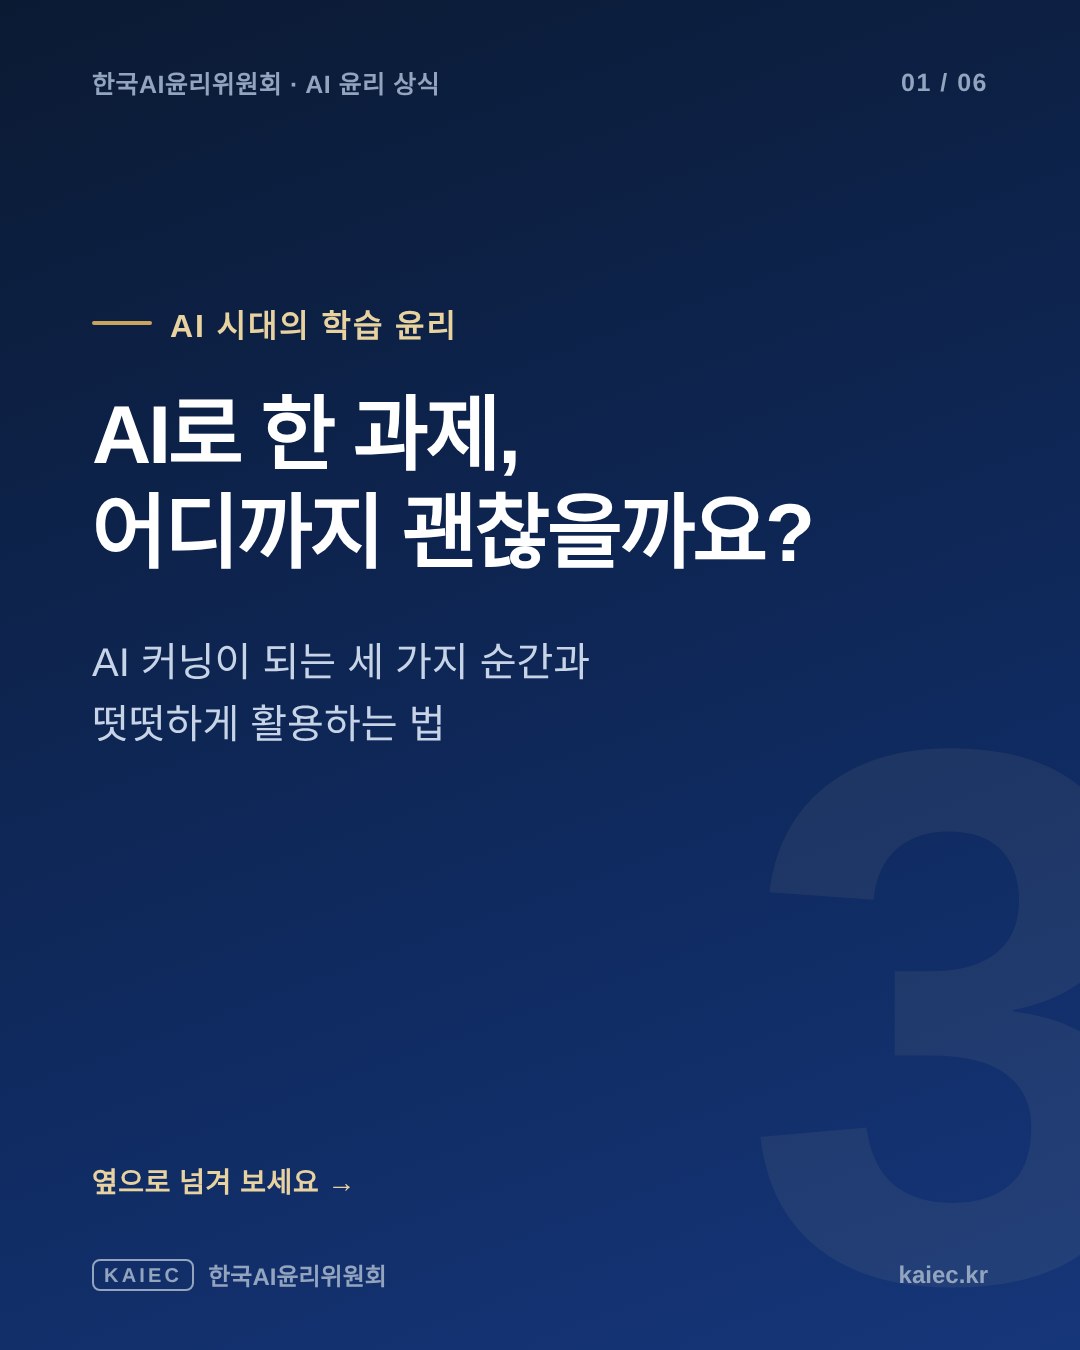 한국AI윤리위원회 · AI 윤리 상식
01 / 06
AI 시대의 학습 윤리
AI로 한 과제,
어디까지 괜찮을까요?
AI 커닝이 되는 세 가지 순간과
떳떳하게 활용하는 법
3
옆으로 넘겨 보세요 →
KAIEC 한국AI윤리위원회
kaiec.kr